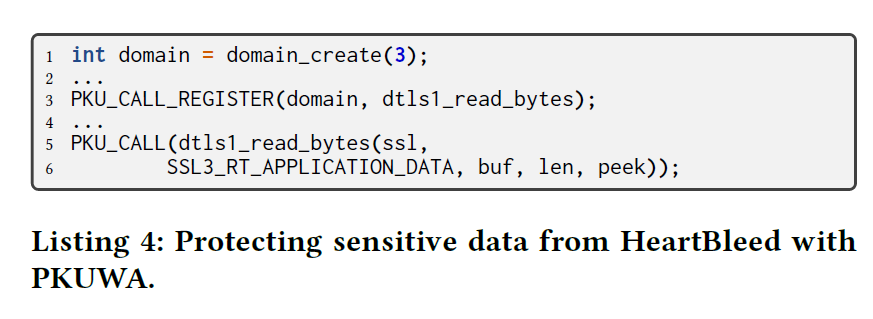 1 int domain = domain_create(3);
2 ...
3 PKU_CALL_REGISTER(domain, dtls1_read_bytes);
4 ...
5 PKU_CALL(dtls1_read_bytes(ssl,
6 SSL3_RT_APPLICATION_DATA, buf, len, peek));
Listing 4: Protecting sensitive data from HeartBleed with
PKUWA.